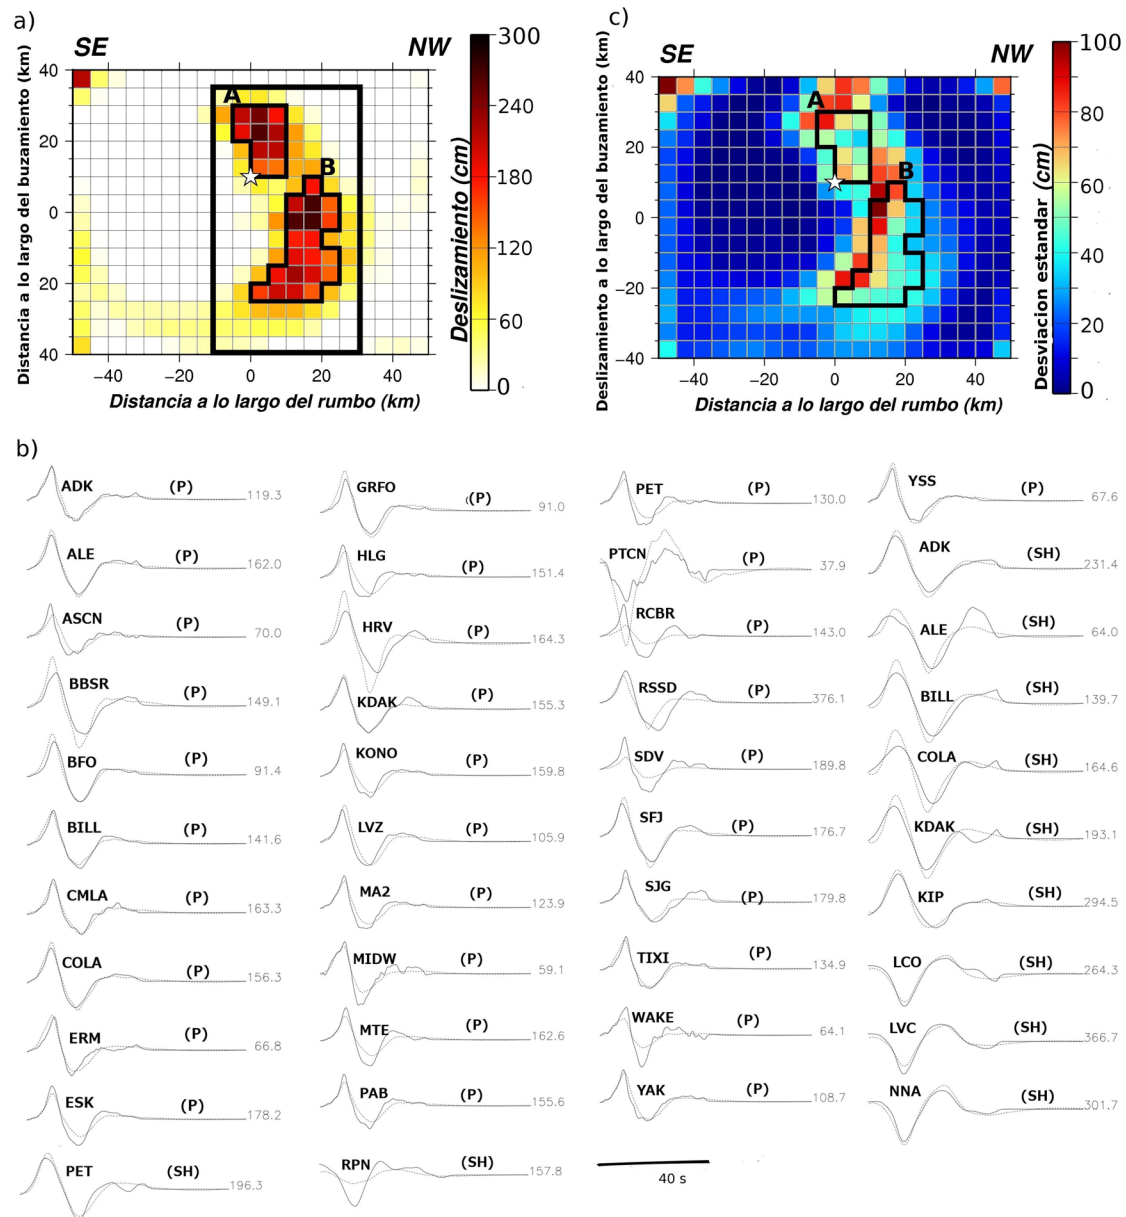 a)
SE
NW
Distancia a lo largo del buzamiento (km)
40
20
0
20
40
−40
−20
0
20
40
Distancia a lo largo del rumbo (km)
A
B
300
240
180
120
60
0
Deslizamiento (cm)
c)
SE
NW
Deslizamiento a lo largo del buzamiento (km)
40
20
0
−20
−40
−40
−20
0
20
40
Distancia a lo largo del rumbo (km)
A
B
100
80
60
40
20
0
Desviacion estandar (cm)
b)
ADK (P) 119.3
ALE (P) 162.0
ASCN (P) 70.0
BBSR (P) 149.1
BFO (P) 91.4
BILL (P) 141.6
CMLA (P) 163.3
COLA (P) 156.3
ERM (P) 66.8
ESK (P) 178.2
PET (SH) 196.3
GRFO (P) 91.0
HLG (P) 151.4
HRV (P) 164.3
KDAK (P) 155.3
KONO (P) 159.8
LVZ (P) 105.9
MA2 (P) 123.9
MIDW (P) 59.1
MTE (P) 162.6
PAB (P) 155.6
RPN (SH) 157.8
PET (P) 130.0
PTCN (P) 37.9
RCBR (P) 143.0
RSSD (P) 376.1
SDV (P) 189.8
SFJ (P) 176.7
SJG (P) 179.8
TIXI (P) 134.9
WAKE (P) 64.1
YAK (P) 108.7
40 s
YSS (P) 67.6
ADK (SH) 231.4
ALE (SH) 64.0
BILL (SH) 139.7
COLA (SH) 164.6
KDAK (SH) 193.1
KIP (SH) 294.5
LCO (SH) 264.3
LVC (SH) 366.7
NNA (SH) 301.7